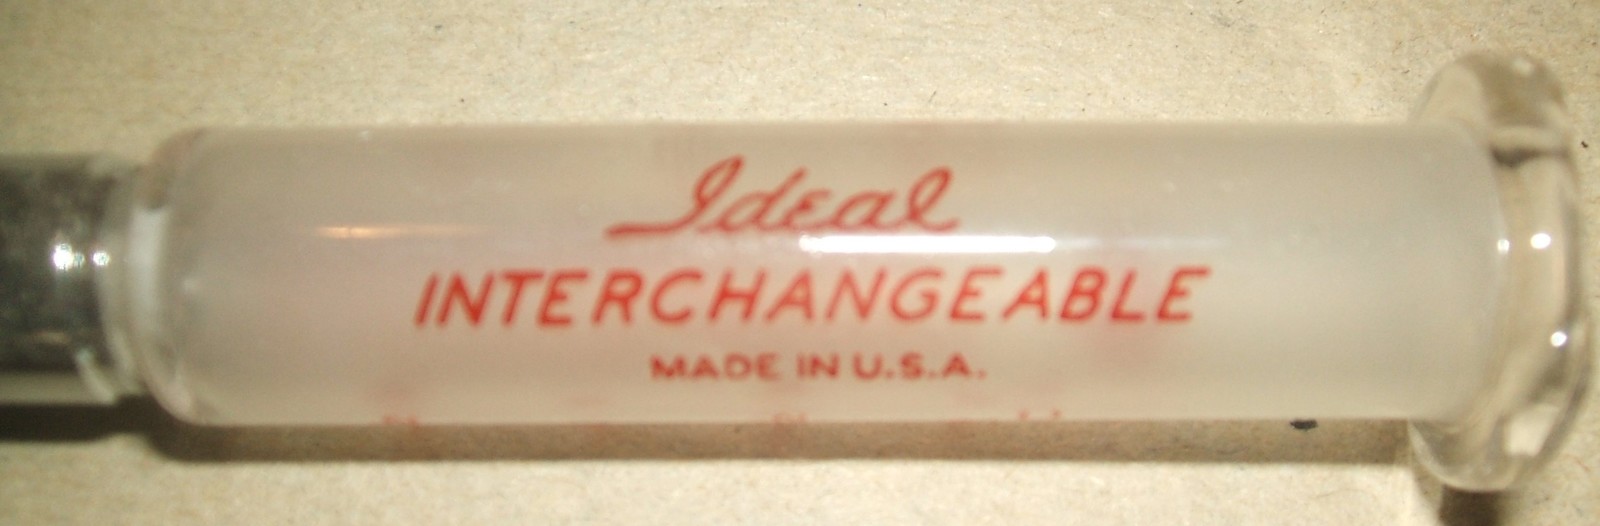 Ideal
INTERCHANGEABLE
MADE IN U.S.A.